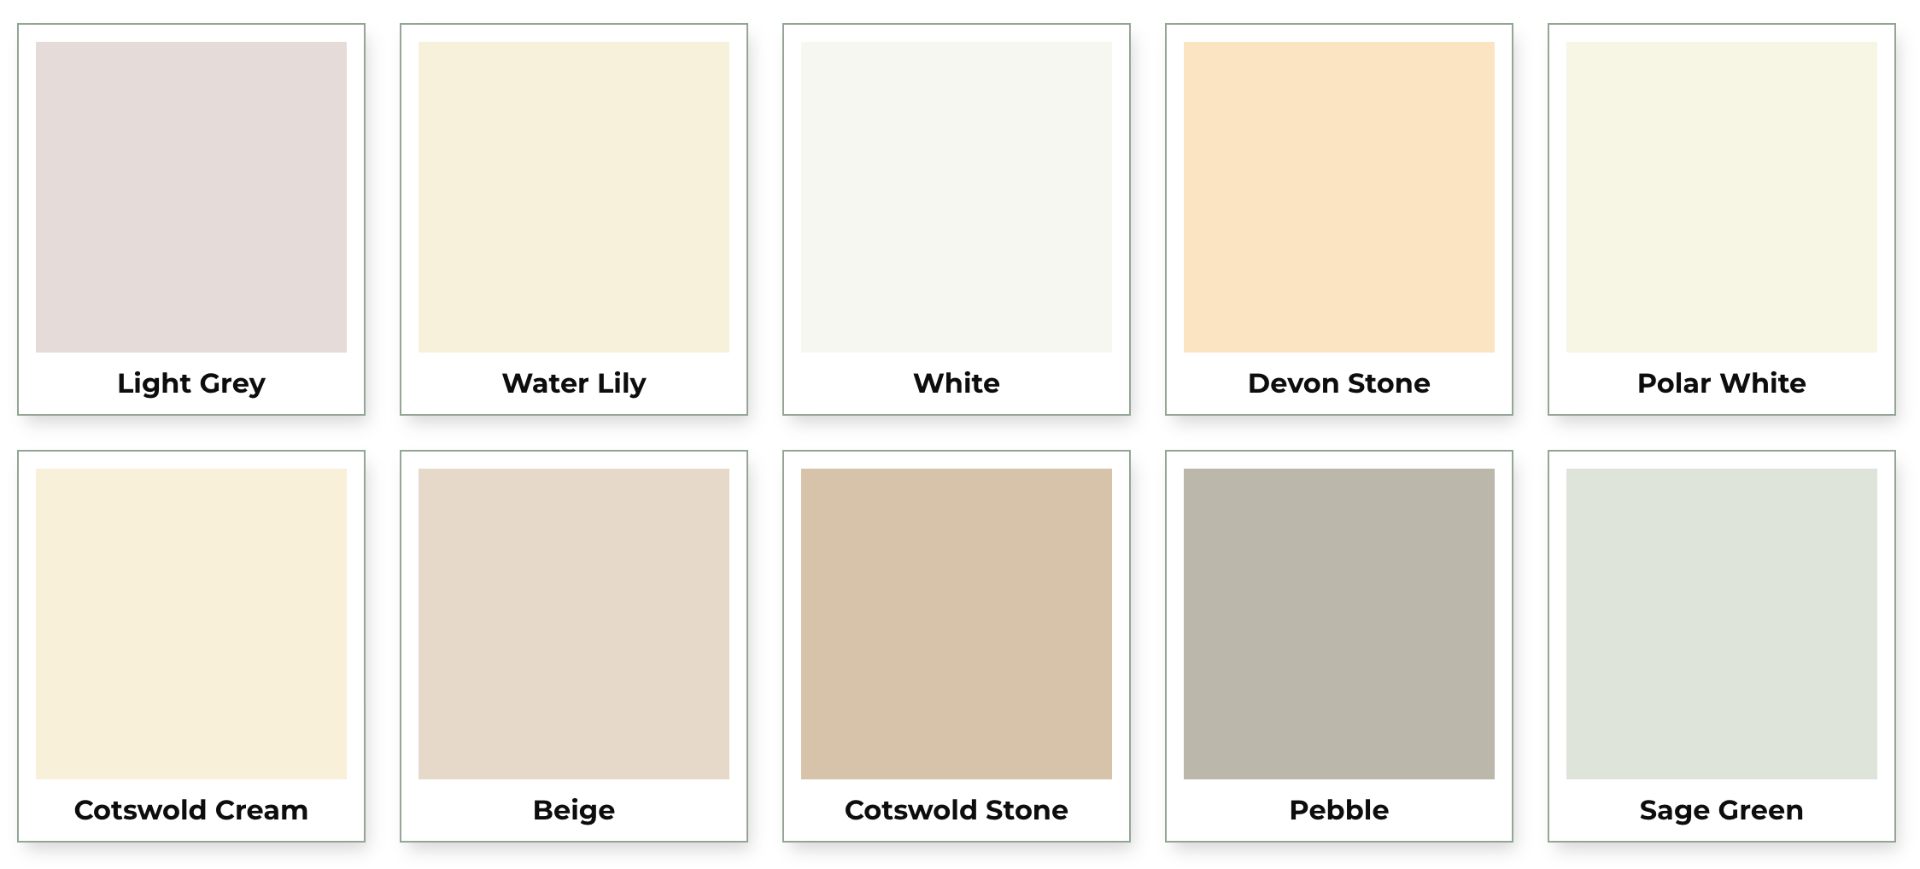 Light Grey
Water Lily
White
Devon Stone
Polar White
Cotswold Cream
Beige
Cotswold Stone
Pebble
Sage Green